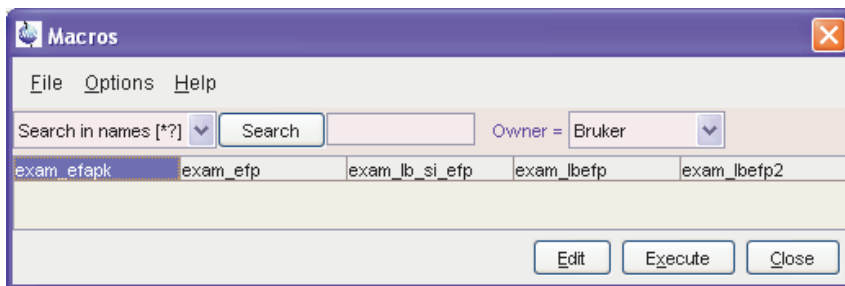 Macros
File Options Help
Search in names [*?] Search Owner = Bruker
exam_efapk exam_efp exam_lb_si_efp exam_lbefp exam_lbefp2
Edit Execute Close